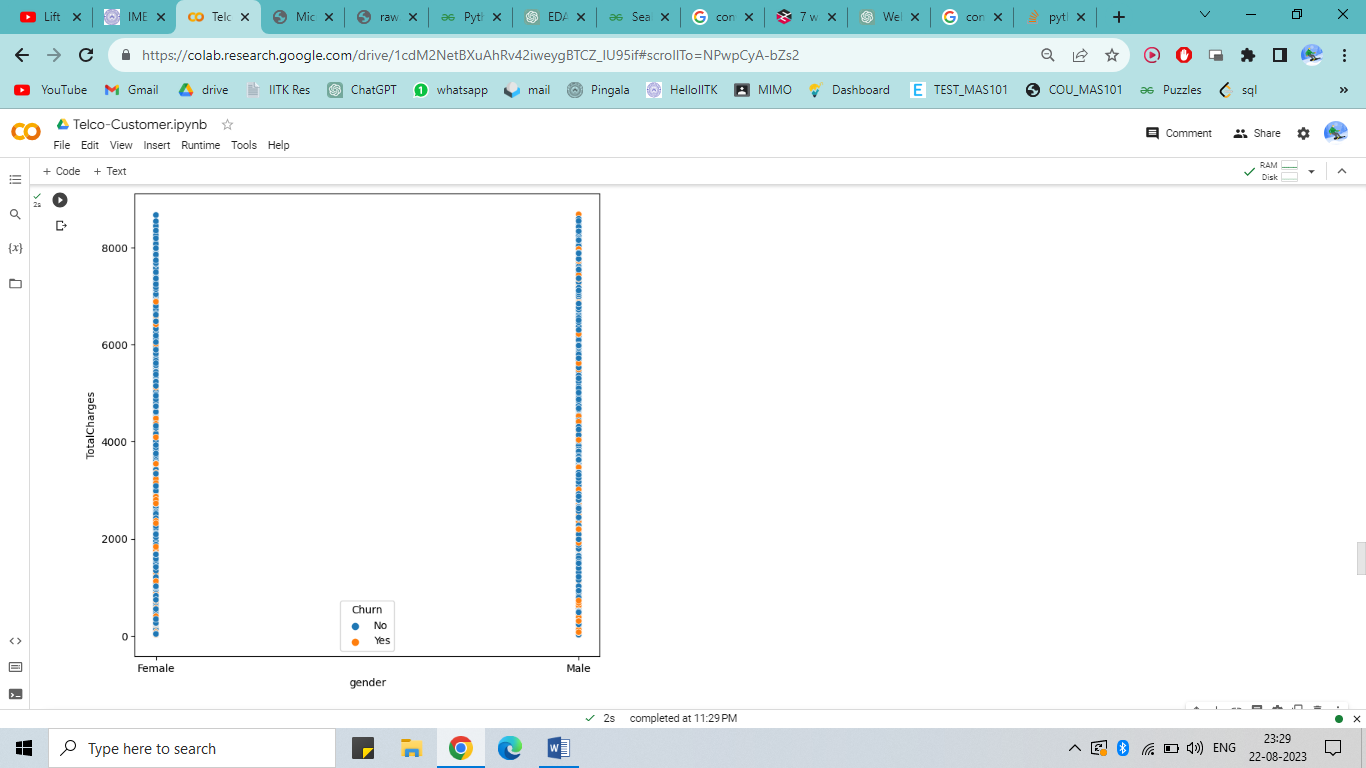 Lift
IME
Telc
Mic
raw
Pytl
EDA
Sea
con
7 w
Wel
con
pytl
https://colab.research.google.com/drive/1cdM2NetBXuAhRv42iweygBTCZ_IU95if#scrollTo=NPwpCyA-bZs2
YouTube
Gmail
drive
IITK Res
ChatGPT
whatsapp
mail
Pingala
HelloIITK
MIMO
Dashboard
TEST_MAS101
COU_MAS101
Puzzles
sql
Telco-Customer.ipynb
File Edit View Insert Runtime Tools Help
Comment
Share
+ Code + Text
RAM
Disk
2s
{x}
8000
6000
4000
2000
0
TotalCharges
Churn
No
Yes
Female
Male
gender
2s completed at 11:29 PM
Type here to search
ENG
23:29
22-08-2023